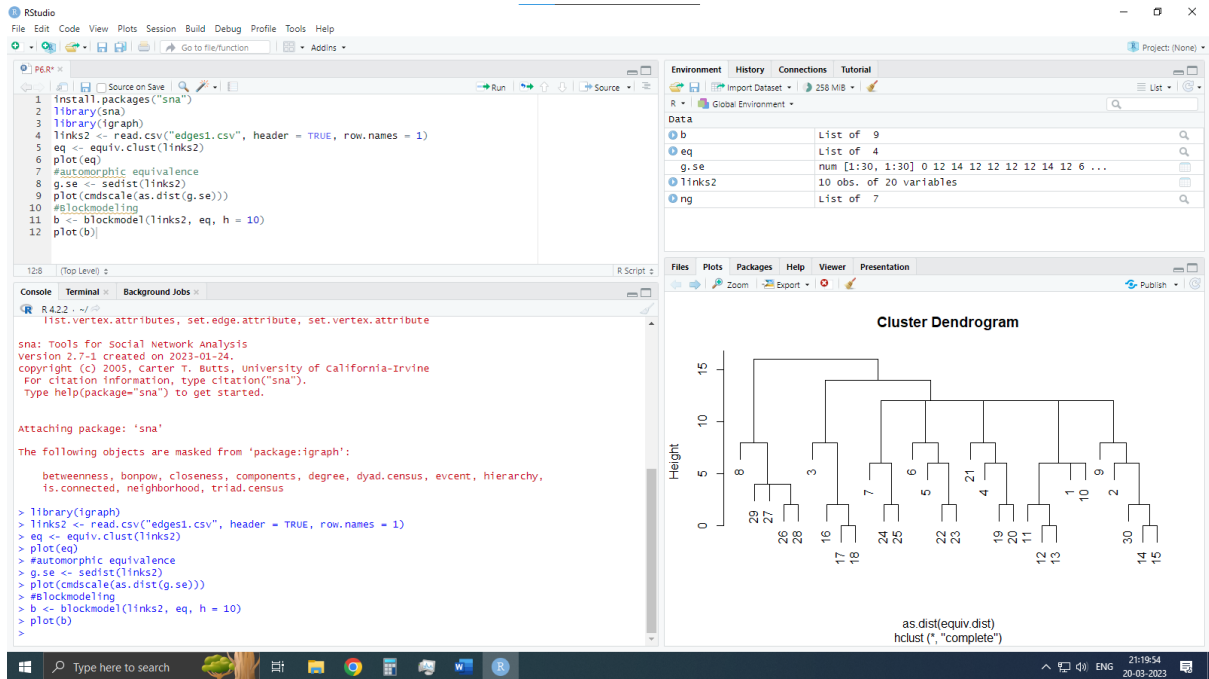 RStudio
File Edit Code View Plots Session Build Debug Profile Tools Help
Go to file/function Addins Project: (None)
P6.R*
Source on Save Run Source
1 install.packages("sna")
2 library(sna)
3 library(igraph)
4 links2 <- read.csv("edges1.csv", header = TRUE, row.names = 1)
5 eq <- equiv.clust(links2)
6 plot(eq)
7 #automorphic equivalence
8 g.se <- sedist(links2)
9 plot(cmdscale(as.dist(g.se)))
10 #Blockmodeling
11 b <- blockmodel(links2, eq, h = 10)
12 plot(b)
12:8 (Top Level) R Script
Console Terminal Background Jobs
R 4.2.2 . ~/
list.vertex.attributes, set.edge.attribute, set.vertex.attribute
sna: Tools for Social Network Analysis
version 2.7-1 created on 2023-01-24.
copyright (c) 2005, Carter T. Butts, University of California-Irvine
For citation information, type citation("sna").
Type help(package="sna") to get started.
Attaching package: ‘sna’
The following objects are masked from ‘package:igraph’:
betweenness, bonpow, closeness, components, degree, dyad.census, evcent, hierarchy,
is.connected, neighborhood, triad.census
> library(igraph)
> links2 <- read.csv("edges1.csv", header = TRUE, row.names = 1)
> eq <- equiv.clust(links2)
> plot(eq)
> #automorphic equivalence
> g.se <- sedist(links2)
> plot(cmdscale(as.dist(g.se)))
> #Blockmodeling
> b <- blockmodel(links2, eq, h = 10)
> plot(b)
>
Environment History Connections Tutorial
Import Dataset 258 MiB List
R Global Environment
Data
b List of 9
eq List of 4
g.se num [1:30, 1:30] 0 12 14 12 12 12 12 14 12 6 ...
links2 10 obs. of 20 variables
ng List of 7
Files Plots Packages Help Viewer Presentation
Zoom Export Publish
Cluster Dendrogram
Height
15
10
5
0
8 29 27 26 28 3 16 17 18 7 24 25 6 5 22 23 21 4 19 20 11 12 13 1 10 9 2 30 14 15
as.dist(equiv.dist)
hclust (*, "complete")
Type here to search ENG 21:19:54
20-03-2023